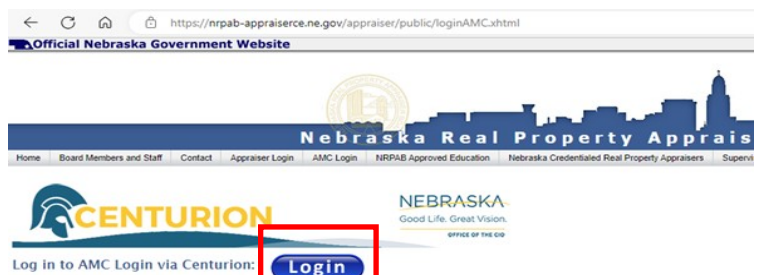 https://nrpab-appraiserce.ne.gov/appraiser/public/loginAMC.xhtml
Official Nebraska Government Website
Nebraska Real Property Apprais
Home Board Members and Staff Contact Appraiser Login AMC Login NRPAB Approved Education Nebraska Credentialed Real Property Appraisers Supervi
CENTURION
NEBRASKA
Good Life. Great Vision.
OFFICE OF THE CIO
Log in to AMC Login via Centurion: Login